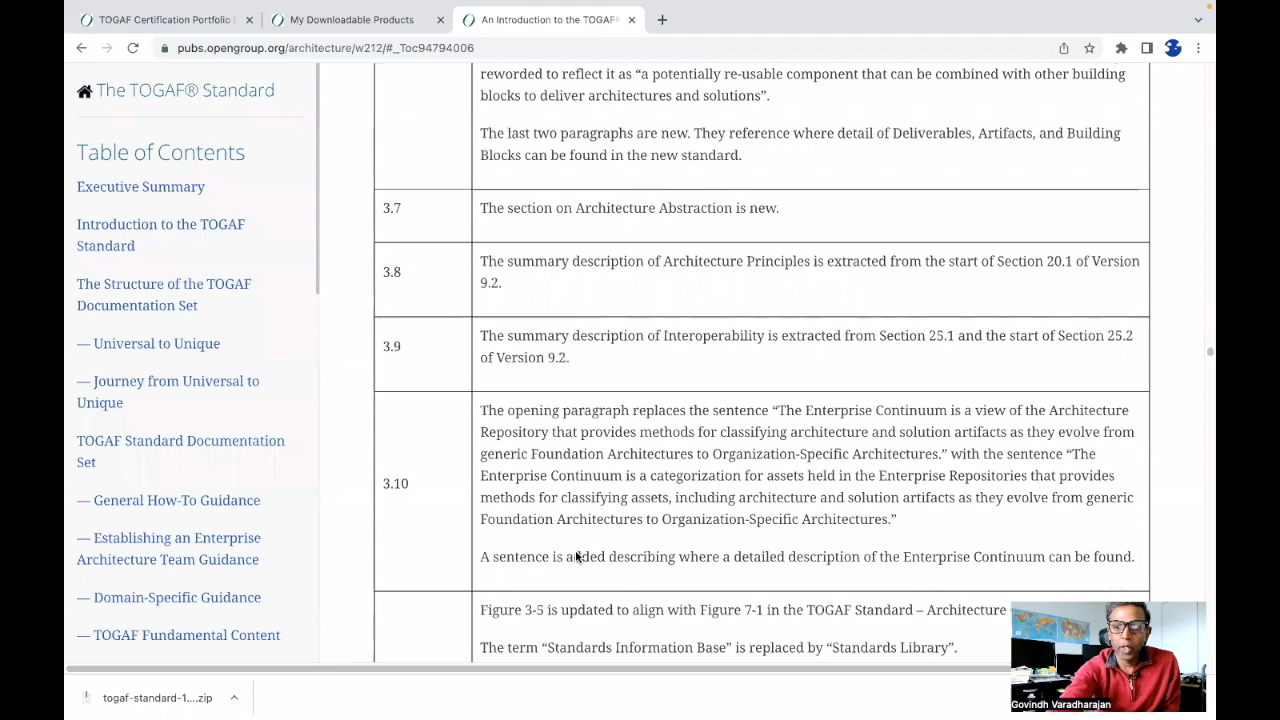 TOGAF Certification Portfolio
My Downloadable Products
An Introduction to the TOGAF®
pubs.opengroup.org/architecture/w212/#_Toc94794006
The TOGAF® Standard
Table of Contents
Executive Summary
Introduction to the TOGAF
Standard
The Structure of the TOGAF
Documentation Set
— Universal to Unique
— Journey from Universal to
Unique
TOGAF Standard Documentation
Set
— General How-To Guidance
— Establishing an Enterprise
Architecture Team Guidance
— Domain-Specific Guidance
— TOGAF Fundamental Content
reworded to reflect it as “a potentially re-usable component that can be combined with other building
blocks to deliver architectures and solutions”.
The last two paragraphs are new. They reference where detail of Deliverables, Artifacts, and Building
Blocks can be found in the new standard.
3.7
The section on Architecture Abstraction is new.
3.8
The summary description of Architecture Principles is extracted from the start of Section 20.1 of Version
9.2.
3.9
The summary description of Interoperability is extracted from Section 25.1 and the start of Section 25.2
of Version 9.2.
3.10
The opening paragraph replaces the sentence “The Enterprise Continuum is a view of the Architecture
Repository that provides methods for classifying architecture and solution artifacts as they evolve from
generic Foundation Architectures to Organization-Specific Architectures.” with the sentence “The
Enterprise Continuum is a categorization for assets held in the Enterprise Repositories that provides
methods for classifying assets, including architecture and solution artifacts as they evolve from generic
Foundation Architectures to Organization-Specific Architectures.”
A sentence is added describing where a detailed description of the Enterprise Continuum can be found.
Figure 3-5 is updated to align with Figure 7-1 in the TOGAF Standard – Architecture
The term “Standards Information Base” is replaced by “Standards Library”.
togaf-standard-1....zip
Govindh Varadharajan